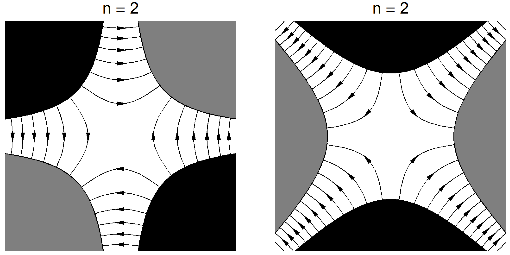 n = 2
n = 2